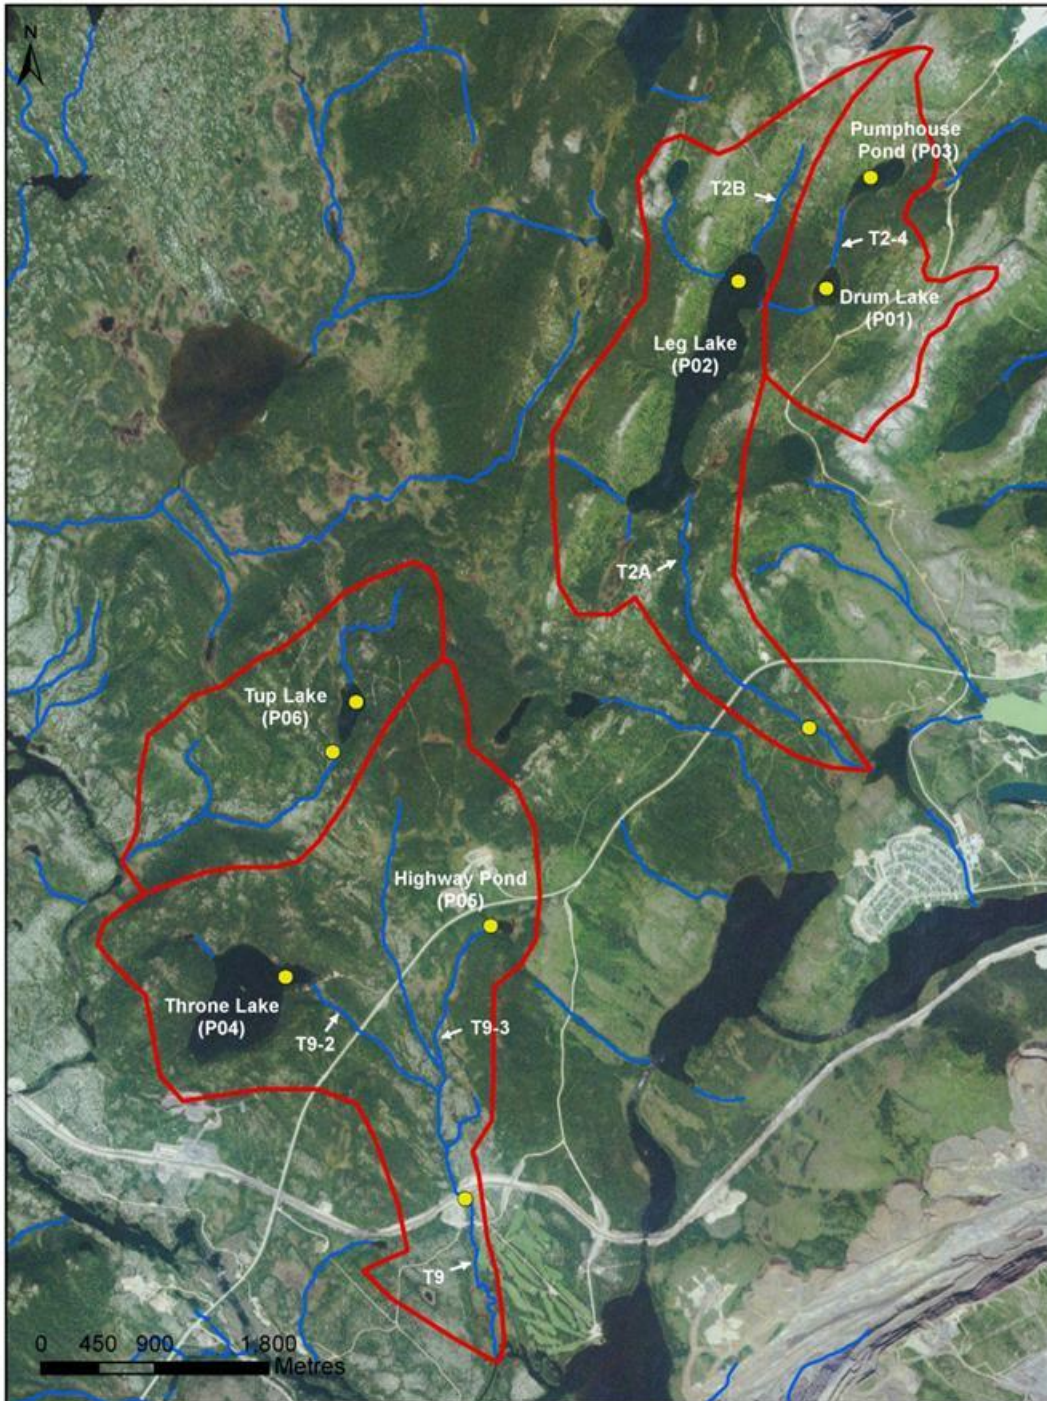 N
Pumphouse
Pond (P03)
T2B
T2-4
Drum Lake
(P01)
Leg Lake
(P02)
T2A
Tup Lake
(P06)
Highway Pond
(P05)
Throne Lake
(P04)
T9-2
T9-3
T9
0 450 900 1,800
Metres